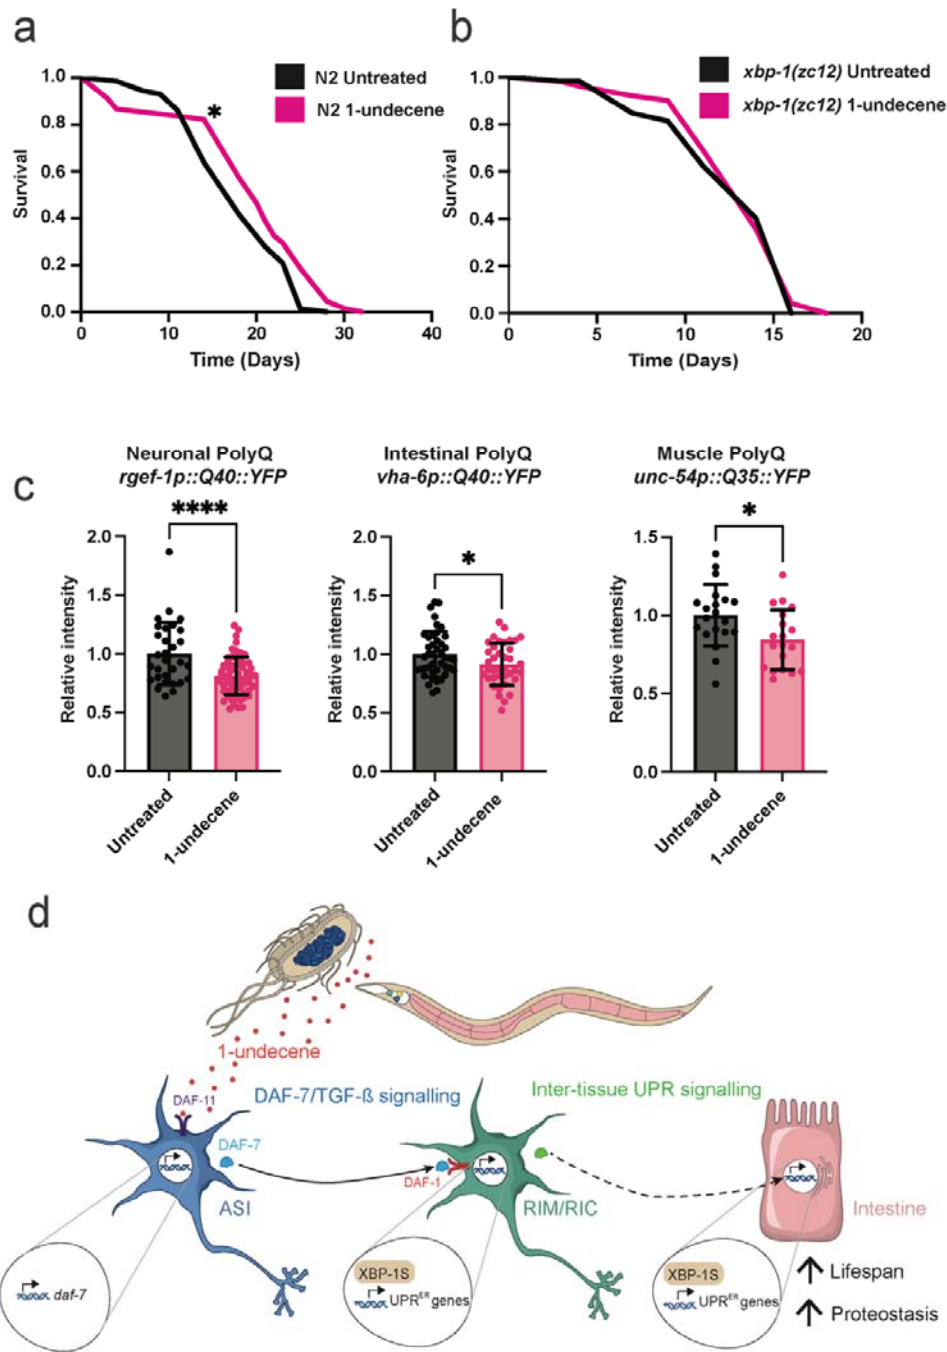 a
1.0
0.8
0.6
0.4
0.2
0.0
Survival
0
10
20
30
40
Time (Days)
N2 Untreated
N2 1-undecene
*
b
1.0
0.8
0.6
0.4
0.2
0.0
Survival
0
5
10
15
20
Time (Days)
xbp-1(zc12) Untreated
xbp-1(zc12) 1-undecene
c
Neuronal PolyQ
rgef-1p::Q40::YFP
****
2.0
1.5
1.0
0.5
0.0
Relative intensity
Untreated
1-undecene
Intestinal PolyQ
vha-6p::Q40::YFP
*
2.0
1.5
1.0
0.5
0.0
Relative intensity
Untreated
1-undecene
Muscle PolyQ
unc-54p::Q35::YFP
*
1.5
1.0
0.5
0.0
Relative intensity
Untreated
1-undecene
d
1-undecene
DAF-11
DAF-7/TGF-ß signalling
Inter-tissue UPR signalling
DAF-7
DAF-1
ASI
RIM/RIC
Intestine
daf-7
XBP-1S
UPRᴱᴿ genes
XBP-1S
UPRᴱᴿ genes
↑ Lifespan
↑ Proteostasis